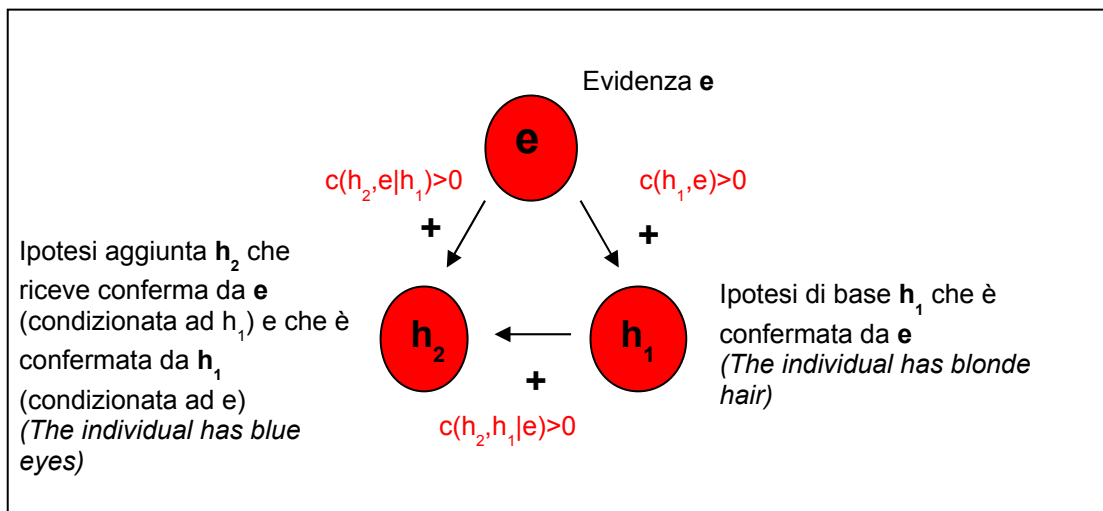 Evidenza e
e
c(h₂,e|h₁)>0
c(h₁,e)>0
+
+
Ipotesi aggiunta h₂ che
riceve conferma da e
(condizionata ad h₁) e che è
confermata da h₁
(condizionata ad e)
(The individual has blue
eyes)
h₂
h₁
+
c(h₂,h₁|e)>0
Ipotesi di base h₁ che è
confermata da e
(The individual has blonde
hair)